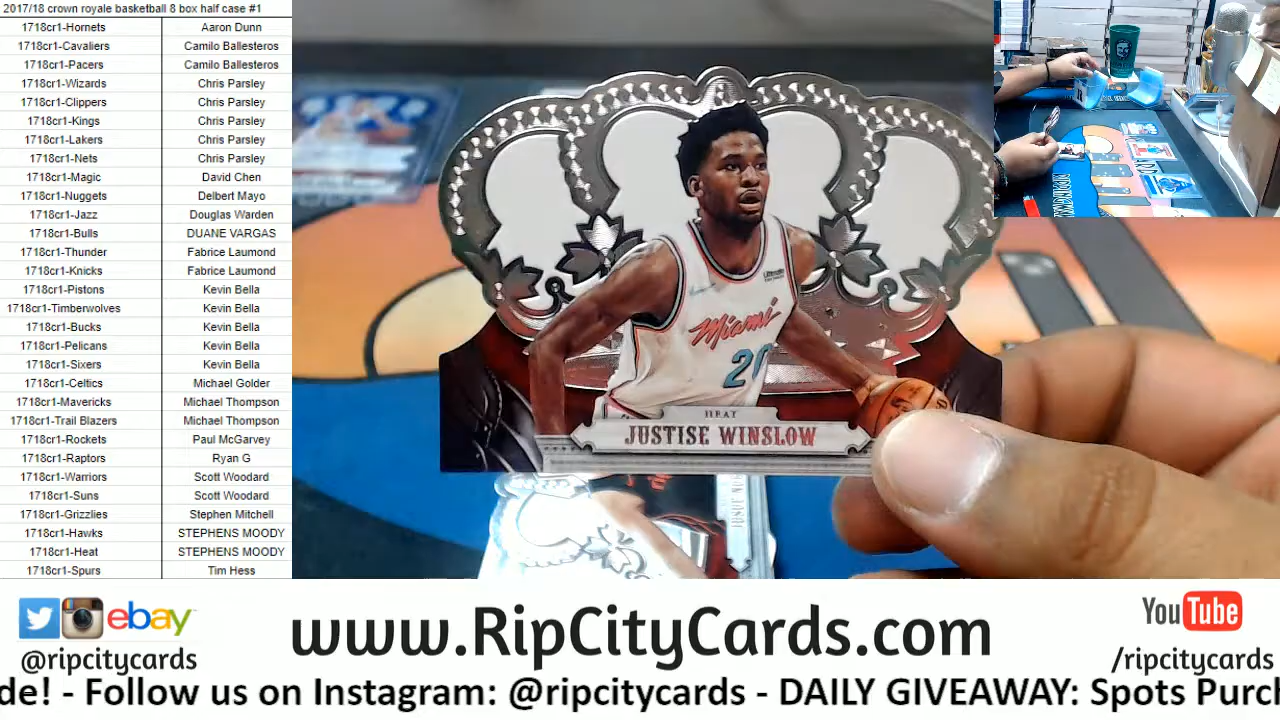 2017/18 crown royale basketball 8 box half case #1
1718cr1-Hornets Aaron Dunn
1718cr1-Cavaliers Camilo Ballesteros
1718cr1-Pacers Camilo Ballesteros
1718cr1-Wizards Chris Parsley
1718cr1-Clippers Chris Parsley
1718cr1-Kings Chris Parsley
1718cr1-Lakers Chris Parsley
1718cr1-Nets Chris Parsley
1718cr1-Magic David Chen
1718cr1-Nuggets Delbert Mayo
1718cr1-Jazz Douglas Warden
1718cr1-Bulls DUANE VARGAS
1718cr1-Thunder Fabrice Laumond
1718cr1-Knicks Fabrice Laumond
1718cr1-Pistons Kevin Bella
1718cr1-Timberwolves Kevin Bella
1718cr1-Bucks Kevin Bella
1718cr1-Pelicans Kevin Bella
1718cr1-Sixers Kevin Bella
1718cr1-Celtics Michael Golder
1718cr1-Mavericks Michael Thompson
1718cr1-Trail Blazers Michael Thompson
1718cr1-Rockets Paul McGarvey
1718cr1-Raptors Ryan G
1718cr1-Warriors Scott Woodard
1718cr1-Suns Scott Woodard
1718cr1-Grizzlies Stephen Mitchell
1718cr1-Hawks STEPHENS MOODY
1718cr1-Heat STEPHENS MOODY
1718cr1-Spurs Tim Hess
Miami
20
HEAT
JUSTISE WINSLOW
ebay
@ripcitycards
www.RipCityCards.com
YouTube
/ripcitycards
de! - Follow us on Instagram: @ripcitycards - DAILY GIVEAWAY: Spots Purch